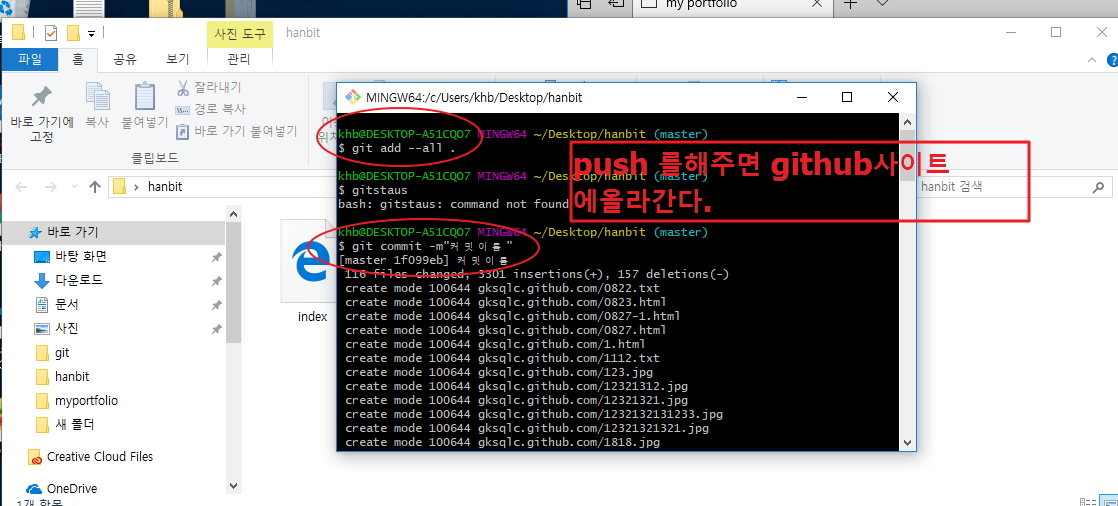 my portfolio
사진 도구
hanbit
파일
홈
공유
보기
관리
바로 가기에
고정
복사
붙여넣기
잘라내기
경로 복사
바로 가기 붙여넣기
클립보드
hanbit
hanbit 검색
바로 가기
바탕 화면
다운로드
문서
사진
git
hanbit
myportfolio
새 폴더
Creative Cloud Files
OneDrive
1개 항목
index
MINGW64:/c/Users/khb/Desktop/hanbit
khb@DESKTOP-A51CQO7 MINGW64 ~/Desktop/hanbit (master)
$ git add --all .
khb@DESKTOP-A51CQO7 MINGW64 ~/Desktop/hanbit (master)
$ gitstaus
bash: gitstaus: command not found
khb@DESKTOP-A51CQO7 MINGW64 ~/Desktop/hanbit (master)
$ git commit -m"커밋이름"
[master 1f099eb] 커밋이름
116 files changed, 3301 insertions(+), 157 deletions(-)
create mode 100644 gksqlc.github.com/0822.txt
create mode 100644 gksqlc.github.com/0823.html
create mode 100644 gksqlc.github.com/0827-1.html
create mode 100644 gksqlc.github.com/0827.html
create mode 100644 gksqlc.github.com/1.html
create mode 100644 gksqlc.github.com/1112.txt
create mode 100644 gksqlc.github.com/123.jpg
create mode 100644 gksqlc.github.com/12321312.jpg
create mode 100644 gksqlc.github.com/12321321.jpg
create mode 100644 gksqlc.github.com/1232132131233.jpg
create mode 100644 gksqlc.github.com/12321321321.jpg
create mode 100644 gksqlc.github.com/1818.jpg
push 를해주면 github사이트
에올라간다.